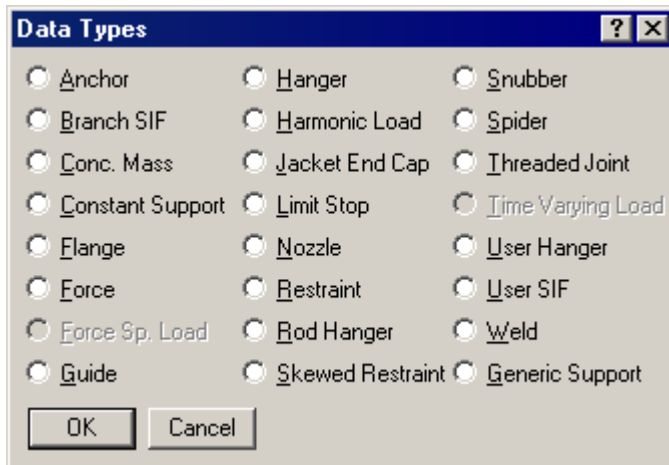 Data Types
Anchor Hanger Snubber
Branch SIF Harmonic Load Spider
Conc. Mass Jacket End Cap Threaded Joint
Constant Support Limit Stop Time Varying Load
Flange Nozzle User Hanger
Force Restraint User SIF
Force Sp. Load Rod Hanger Weld
Guide Skewed Restraint Generic Support
OK Cancel